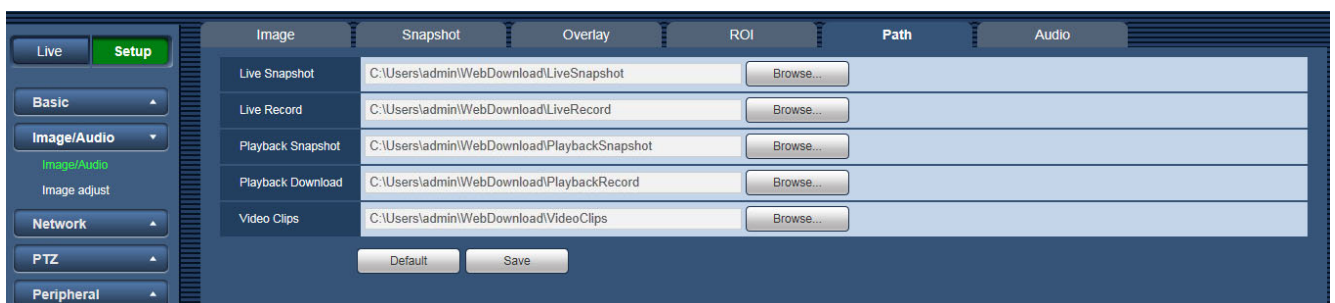 Live Setup
Basic
Image/Audio
Image/Audio
Image adjust
Network
PTZ
Peripheral
Image Snapshot Overlay ROI Path Audio
Live Snapshot C:\Users\admin\WebDownload\LiveSnapshot Browse...
Live Record C:\Users\admin\WebDownload\LiveRecord Browse...
Playback Snapshot C:\Users\admin\WebDownload\PlaybackSnapshot Browse...
Playback Download C:\Users\admin\WebDownload\PlaybackRecord Browse...
Video Clips C:\Users\admin\WebDownload\VideoClips Browse...
Default Save